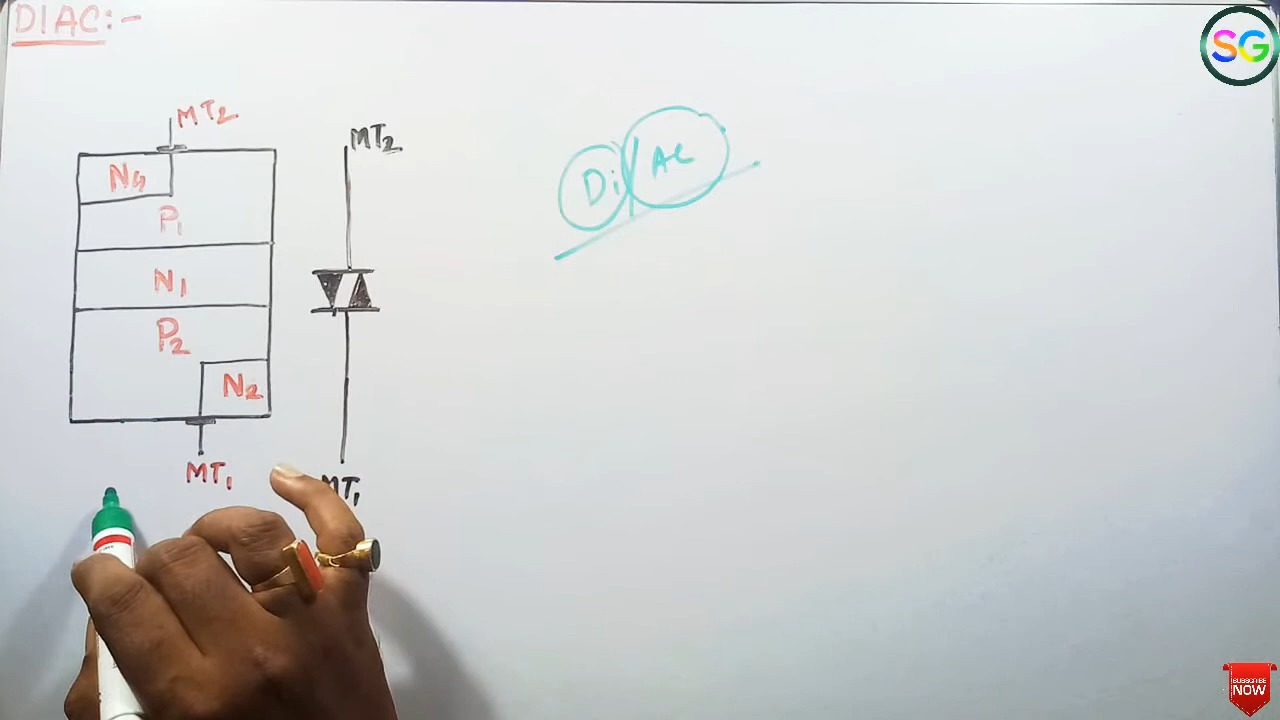 DIAC:-
SG
MT2
N4
P1
N1
P2
N2
MT1
MT2
MT1
Di AC
SUBSCRIBE
NOW